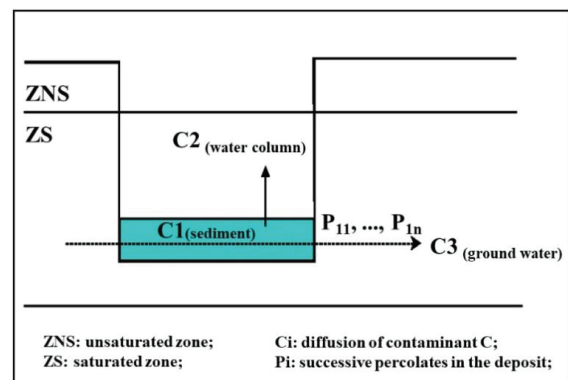 ZNS
ZS
C2 (water column)
C1(sediment)
P11, ..., P1n
C3 (ground water)
ZNS: unsaturated zone;
Ci: diffusion of contaminant C;
ZS: saturated zone;
Pi: successive percolates in the deposit;